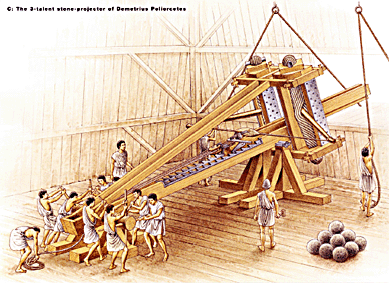 C: The 3-talent stone-projector of Demetrius Poliorcetes